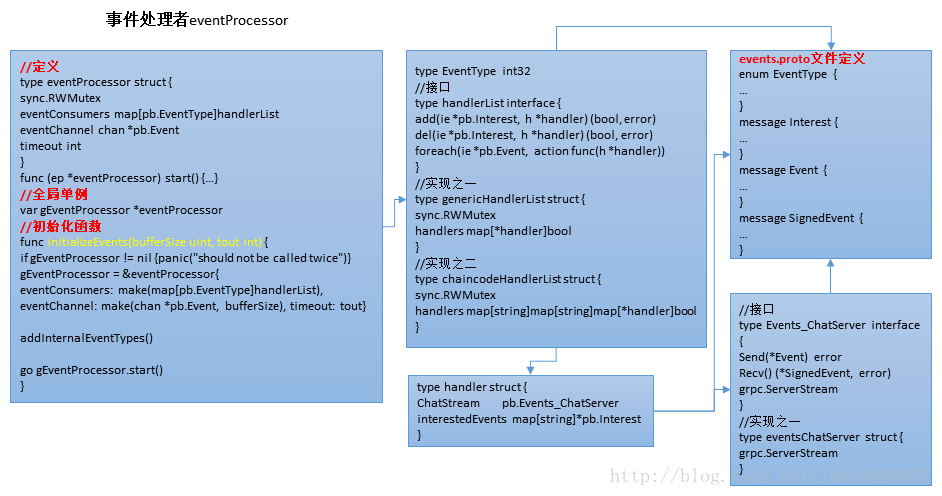 事件处理者eventProcessor
//定义
type eventProcessor struct {
sync.RWMutex
eventConsumers map[pb.EventType]handlerList
eventChannel chan *pb.Event
timeout int
}
func (ep *eventProcessor) start() {...}
//全局单例
var gEventProcessor *eventProcessor
//初始化函数
func initializeEvents(bufferSize uint, tout int) {
if gEventProcessor != nil {panic("should not be called twice")}
gEventProcessor = &eventProcessor{
eventConsumers: make(map[pb.EventType]handlerList),
eventChannel: make(chan *pb.Event, bufferSize), timeout: tout}
addInternalEventTypes()
go gEventProcessor.start()
}
type EventType int32
//接口
type handlerList interface {
add(ie *pb.Interest, h *handler) (bool, error)
del(ie *pb.Interest, h *handler) (bool, error)
foreach(ie *pb.Event, action func(h *handler))
}
//实现之一
type genericHandlerList struct {
sync.RWMutex
handlers map[*handler]bool
}
//实现之二
type chaincodeHandlerList struct {
sync.RWMutex
handlers map[string]map[string]map[*handler]bool
}
type handler struct {
ChatStream pb.Events_ChatServer
interestedEvents map[string]*pb.Interest
}
events.proto文件定义
enum EventType {
...
}
message Interest {
...
}
message Event {
...
}
message SignedEvent {
...
}
//接口
type Events_ChatServer interface
{
Send(*Event) error
Recv() (*SignedEvent, error)
grpc.ServerStream
}
//实现之一
type eventsChatServer struct {
grpc.ServerStream
}